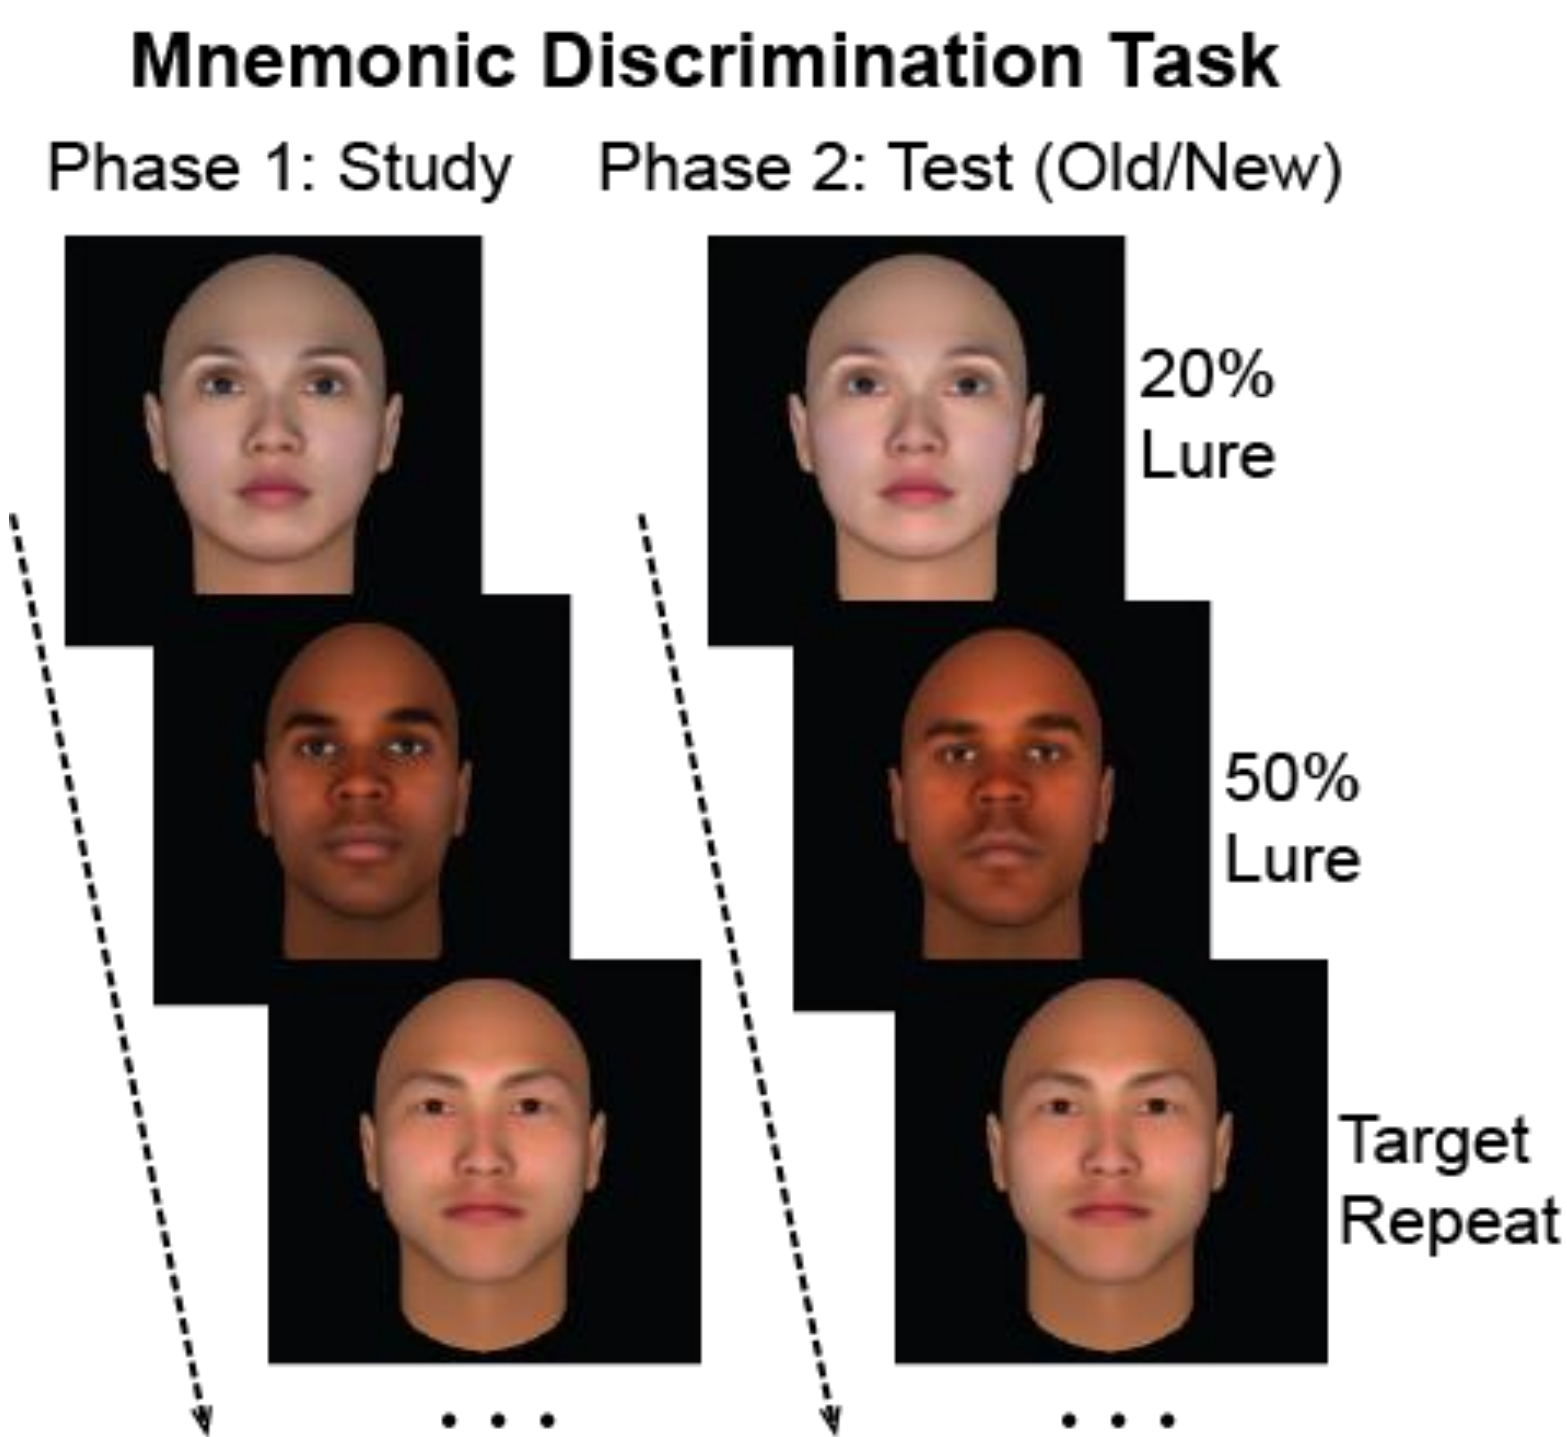 Mnemonic Discrimination Task
Phase 1: Study
Phase 2: Test (Old/New)
20%
Lure
50%
Lure
Target
Repeat
• • •
• • •